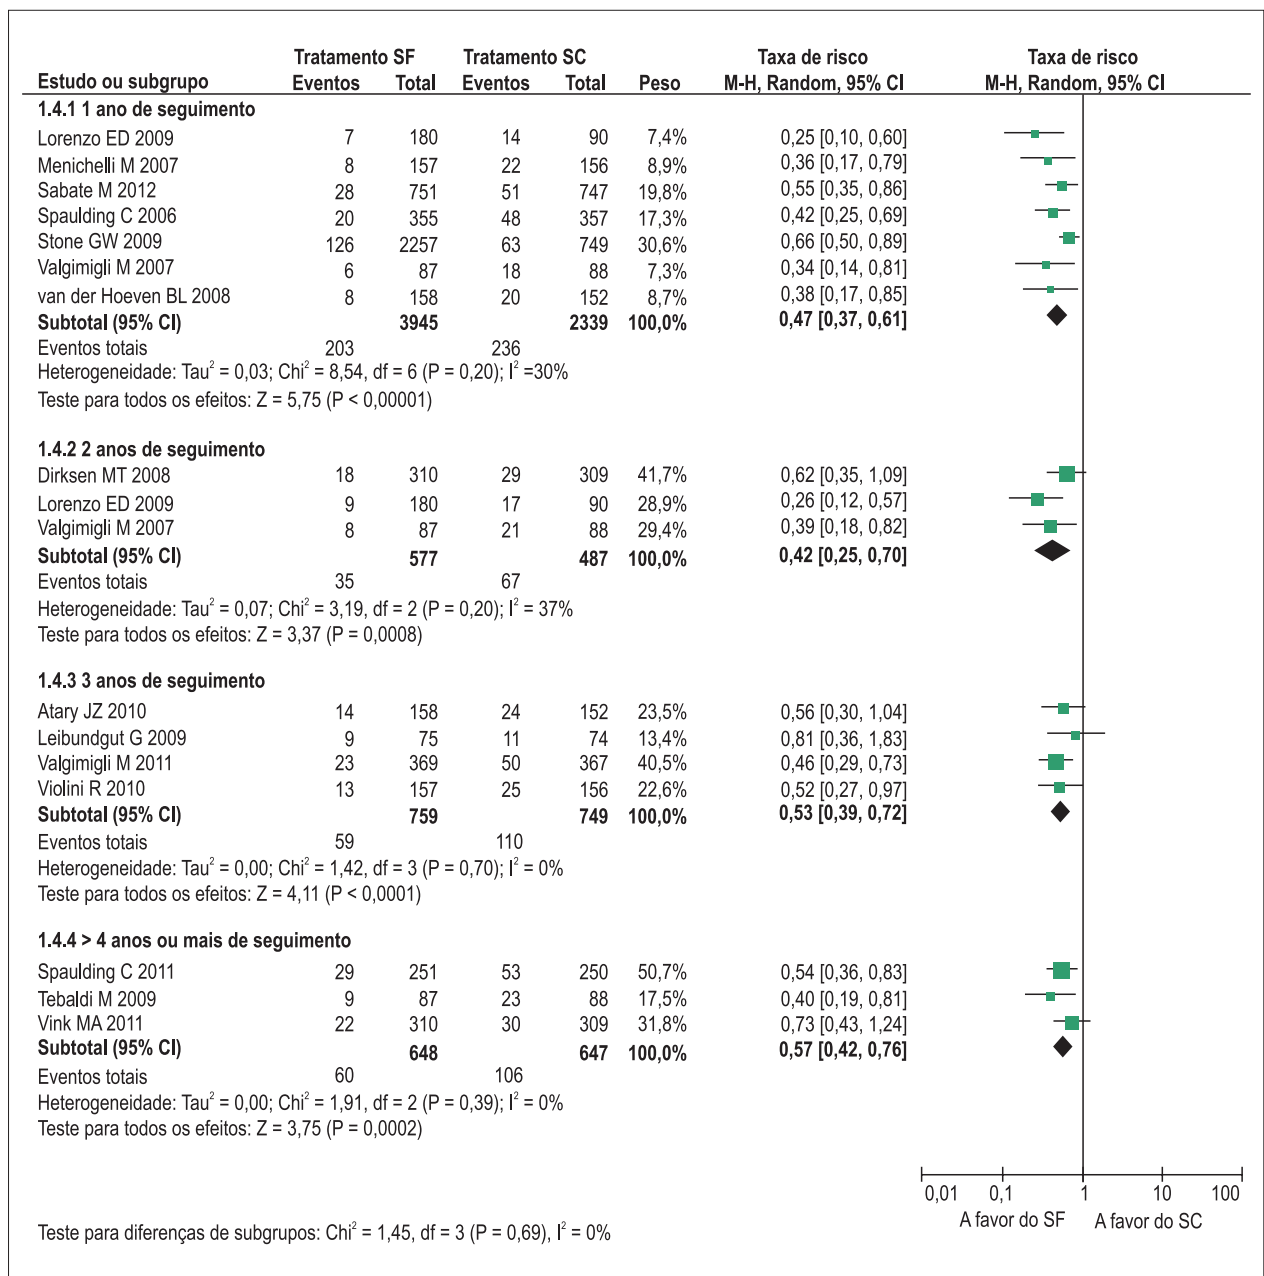 Tratamento SF Tratamento SC Taxa de risco Taxa de risco
Estudo ou subgrupo Eventos Total Eventos Total Peso M-H, Random, 95% CI M-H, Random, 95% CI
1.4.1 1 ano de seguimento
Lorenzo ED 2009 7 180 14 90 7,4% 0,25 [0,10, 0,60]
Menichelli M 2007 8 157 22 156 8,9% 0,36 [0,17, 0,79]
Sabate M 2012 28 751 51 747 19,8% 0,55 [0,35, 0,86]
Spaulding C 2006 20 355 48 357 17,3% 0,42 [0,25, 0,69]
Stone GW 2009 126 2257 63 749 30,6% 0,66 [0,50, 0,89]
Valgimigli M 2007 6 87 18 88 7,3% 0,34 [0,14, 0,81]
van der Hoeven BL 2008 8 158 20 152 8,7% 0,38 [0,17, 0,85]
Subtotal (95% CI) 3945 2339 100,0% 0,47 [0,37, 0,61]
Eventos totais 203 236
Heterogeneidade: Tau² = 0,03; Chi² = 8,54, df = 6 (P = 0,20); I² =30%
Teste para todos os efeitos: Z = 5,75 (P < 0,00001)
1.4.2 2 anos de seguimento
Dirksen MT 2008 18 310 29 309 41,7% 0,62 [0,35, 1,09]
Lorenzo ED 2009 9 180 17 90 28,9% 0,26 [0,12, 0,57]
Valgimigli M 2007 8 87 21 88 29,4% 0,39 [0,18, 0,82]
Subtotal (95% CI) 577 487 100,0% 0,42 [0,25, 0,70]
Eventos totais 35 67
Heterogeneidade: Tau² = 0,07; Chi² = 3,19, df = 2 (P = 0,20); I² = 37%
Teste para todos os efeitos: Z = 3,37 (P = 0,0008)
1.4.3 3 anos de seguimento
Atary JZ 2010 14 158 24 152 23,5% 0,56 [0,30, 1,04]
Leibundgut G 2009 9 75 11 74 13,4% 0,81 [0,36, 1,83]
Valgimigli M 2011 23 369 50 367 40,5% 0,46 [0,29, 0,73]
Violini R 2010 13 157 25 156 22,6% 0,52 [0,27, 0,97]
Subtotal (95% CI) 759 749 100,0% 0,53 [0,39, 0,72]
Eventos totais 59 110
Heterogeneidade: Tau² = 0,00; Chi² = 1,42, df = 3 (P = 0,70); I² = 0%
Teste para todos os efeitos: Z = 4,11 (P < 0,0001)
1.4.4 > 4 anos ou mais de seguimento
Spaulding C 2011 29 251 53 250 50,7% 0,54 [0,36, 0,83]
Tebaldi M 2009 9 87 23 88 17,5% 0,40 [0,19, 0,81]
Vink MA 2011 22 310 30 309 31,8% 0,73 [0,43, 1,24]
Subtotal (95% CI) 648 647 100,0% 0,57 [0,42, 0,76]
Eventos totais 60 106
Heterogeneidade: Tau² = 0,00; Chi² = 1,91, df = 2 (P = 0,39); I² = 0%
Teste para todos os efeitos: Z = 3,75 (P = 0,0002)
0,01 0,1 1 10 100
A favor do SF A favor do SC
Teste para diferenças de subgrupos: Chi² = 1,45, df = 3 (P = 0,69), I² = 0%